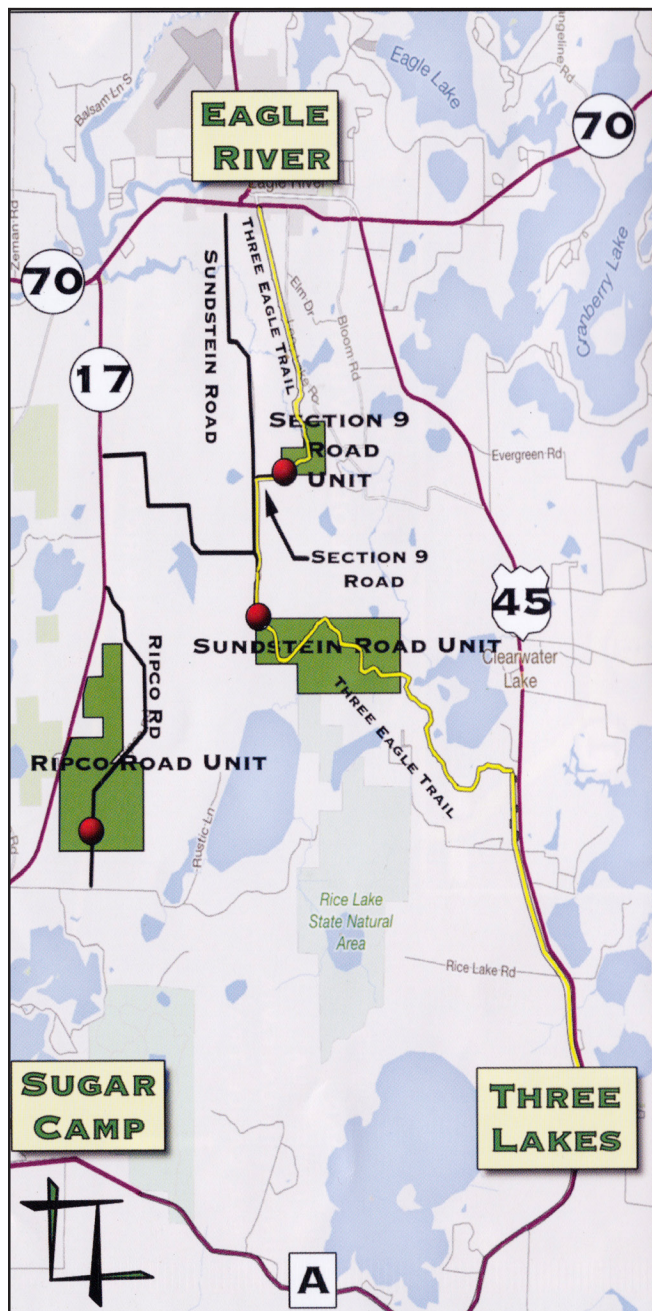 Balsam Ln S
Eagle Lake
70
EAGLE
RIVER
Eagle River
Zeman Rd
70
Cranberry Lake
THREE EAGLE TRAIL
SUNDSTEIN ROAD
Elm Dr
Bloom Rd
17
SECTION 9
ROAD
UNIT
Evergreen Rd
SECTION 9
ROAD
45
SUNDSTEIN ROAD UNIT
Clearwater
Lake
RIPCO RD
THREE EAGLE TRAIL
RIPCO ROAD UNIT
Rustic Ln
Rice Lake
State Natural
Area
Rice Lake Rd
SUGAR
CAMP
THREE
LAKES
A